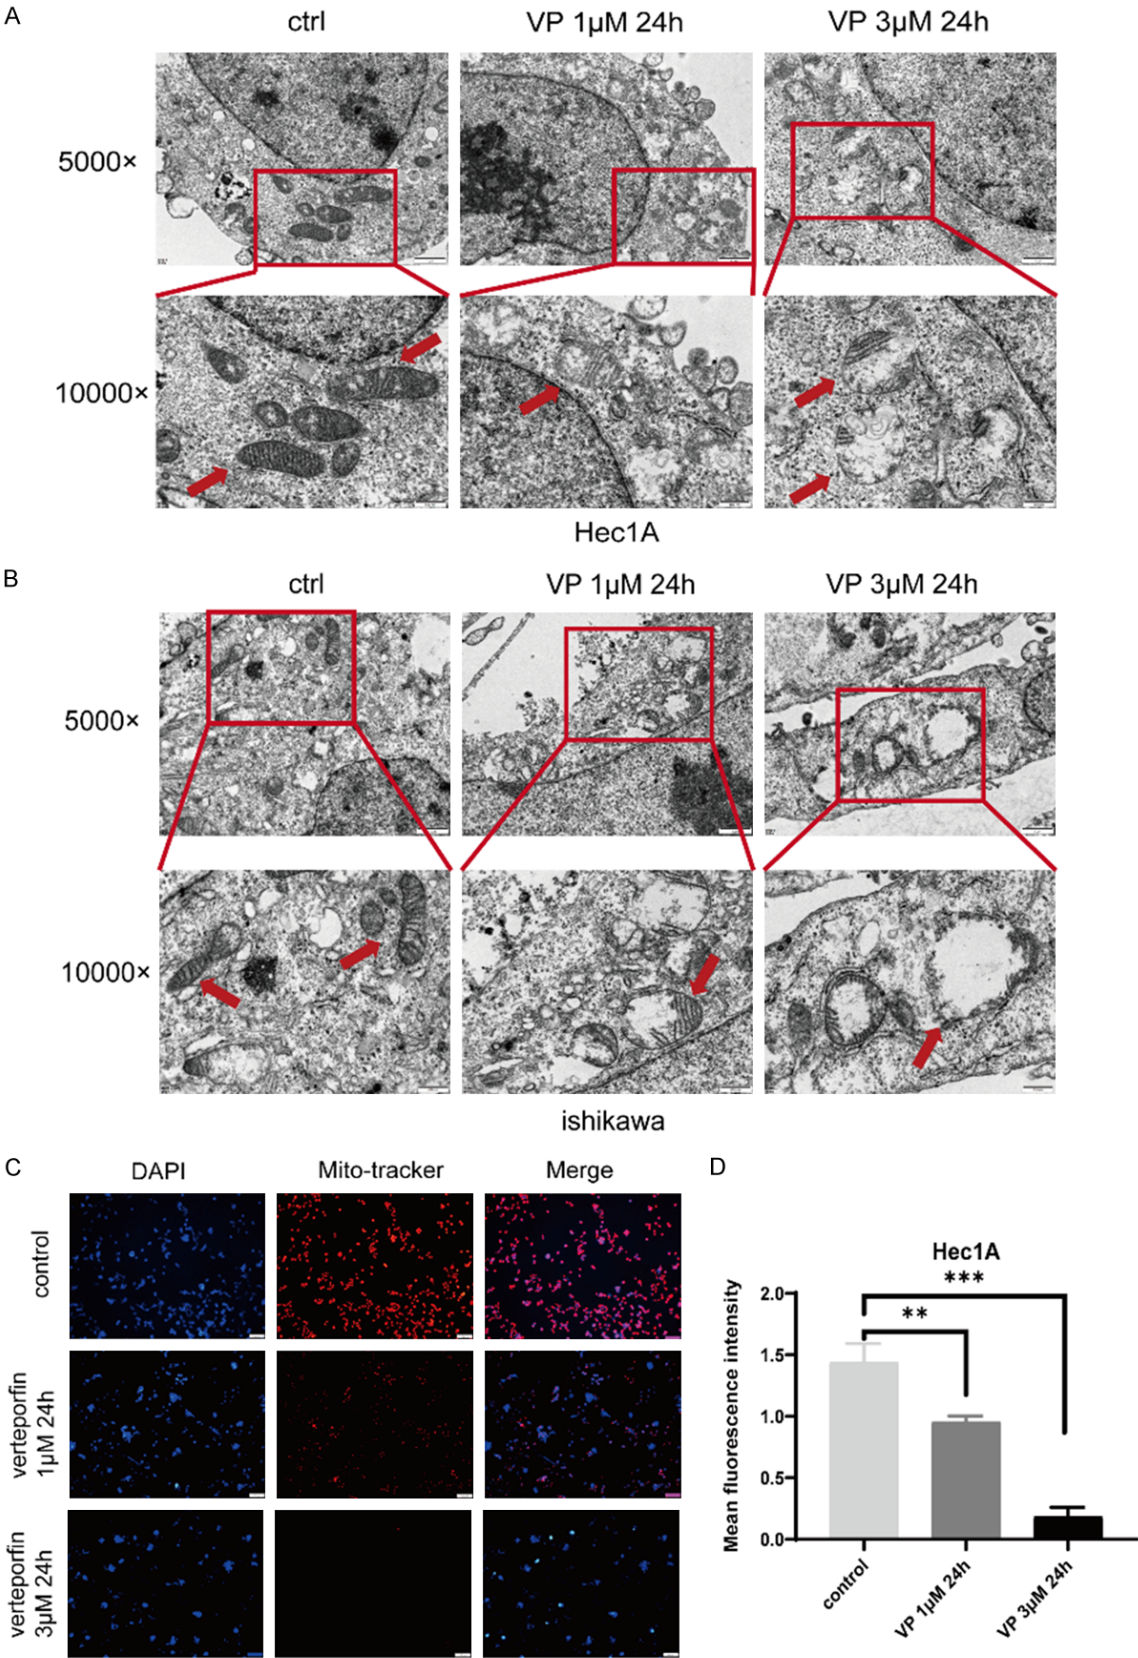 A
ctrl
VP 1μM 24h
VP 3μM 24h
5000×
10000×
Hec1A
B
ctrl
VP 1μM 24h
VP 3μM 24h
5000×
10000×
ishikawa
C
DAPI
Mito-tracker
Merge
control
verteporfin
1μM 24h
verteporfin
3μM 24h
D
Hec1A
***
**
Mean fluorescence intensity
2.0
1.5
1.0
0.5
0.0
control
VP 1μM 24h
VP 3μM 24h